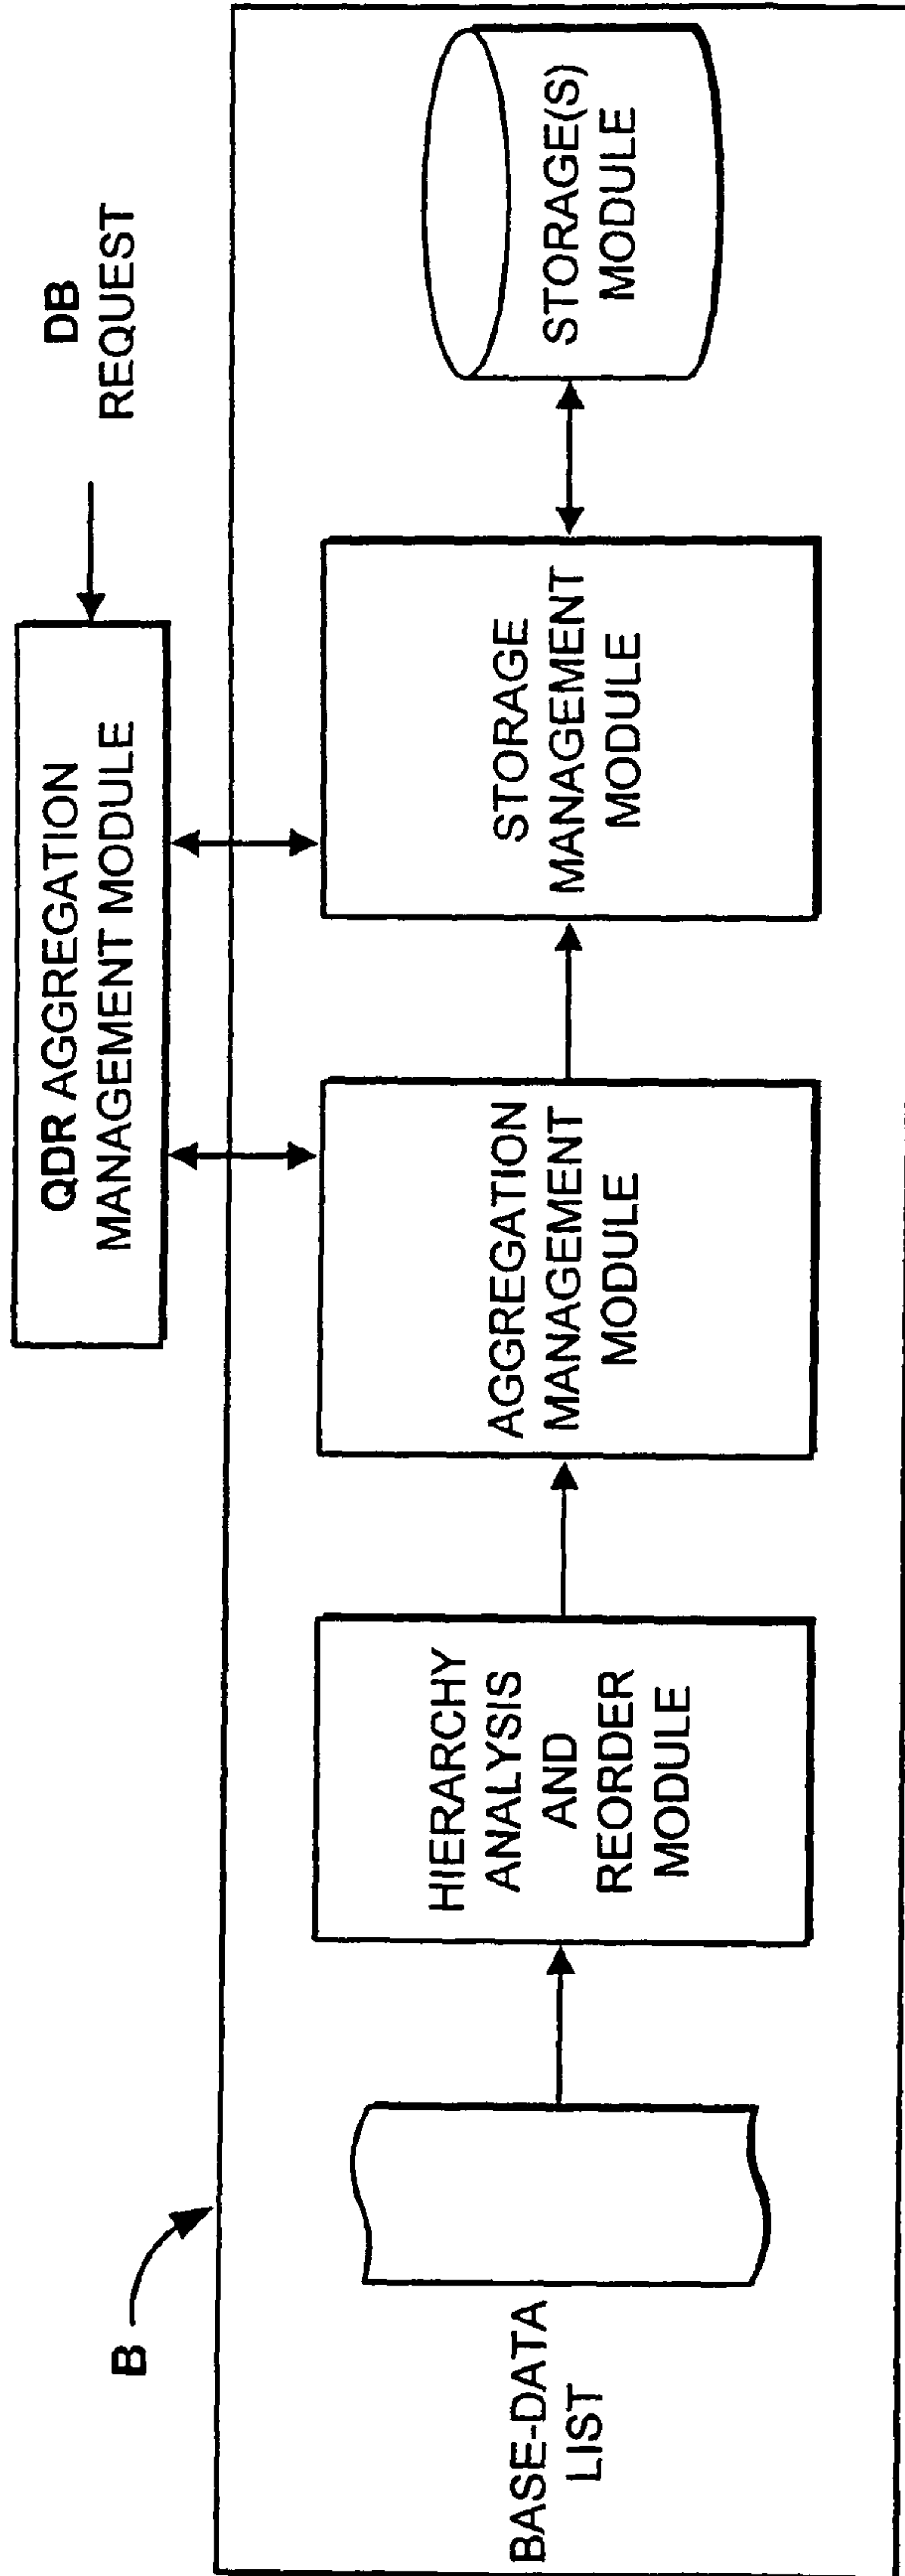 DB
REQUEST
QDR AGGREGATION
MANAGEMENT MODULE
B
BASE-DATA
LIST
HIERARCHY
ANALYSIS
AND
REORDER
MODULE
AGGREGATION
MANAGEMENT
MODULE
STORAGE
MANAGEMENT
MODULE
STORAGE(S)
MODULE